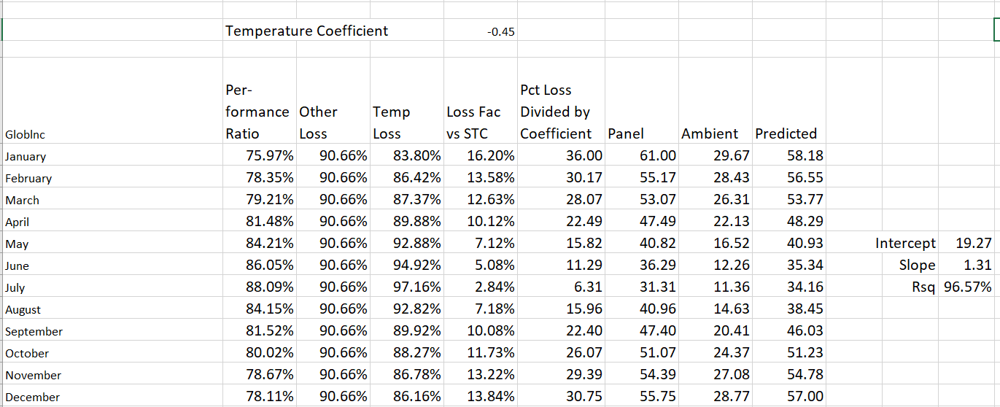 Temperature Coefficient -0.45
Per-
Pct Loss
formance Other Temp Loss Fac Divided by
GlobInc Ratio Loss Loss vs STC Coefficient Panel Ambient Predicted
January 75.97% 90.66% 83.80% 16.20% 36.00 61.00 29.67 58.18
February 78.35% 90.66% 86.42% 13.58% 30.17 55.17 28.43 56.55
March 79.21% 90.66% 87.37% 12.63% 28.07 53.07 26.31 53.77
April 81.48% 90.66% 89.88% 10.12% 22.49 47.49 22.13 48.29
May 84.21% 90.66% 92.88% 7.12% 15.82 40.82 16.52 40.93 Intercept 19.27
June 86.05% 90.66% 94.92% 5.08% 11.29 36.29 12.26 35.34 Slope 1.31
July 88.09% 90.66% 97.16% 2.84% 6.31 31.31 11.36 34.16 Rsq 96.57%
August 84.15% 90.66% 92.82% 7.18% 15.96 40.96 14.63 38.45
September 81.52% 90.66% 89.92% 10.08% 22.40 47.40 20.41 46.03
October 80.02% 90.66% 88.27% 11.73% 26.07 51.07 24.37 51.23
November 78.67% 90.66% 86.78% 13.22% 29.39 54.39 27.08 54.78
December 78.11% 90.66% 86.16% 13.84% 30.75 55.75 28.77 57.00